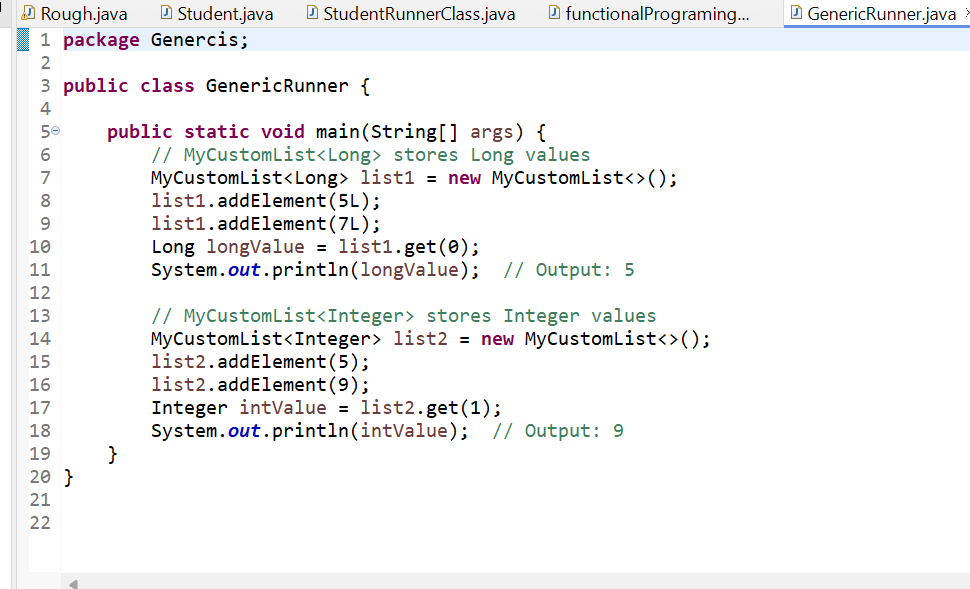 Rough.java Student.java StudentRunnerClass.java functionalPrograming... GenericRunner.java
1 package Genercis;
2
3 public class GenericRunner {
4
5 public static void main(String[] args) {
6 // MyCustomList<Long> stores Long values
7 MyCustomList<Long> list1 = new MyCustomList<>();
8 list1.addElement(5L);
9 list1.addElement(7L);
10 Long longValue = list1.get(0);
11 System.out.println(longValue);  // Output: 5
12
13 // MyCustomList<Integer> stores Integer values
14 MyCustomList<Integer> list2 = new MyCustomList<>();
15 list2.addElement(5);
16 list2.addElement(9);
17 Integer intValue = list2.get(1);
18 System.out.println(intValue);  // Output: 9
19 }
20 }
21
22